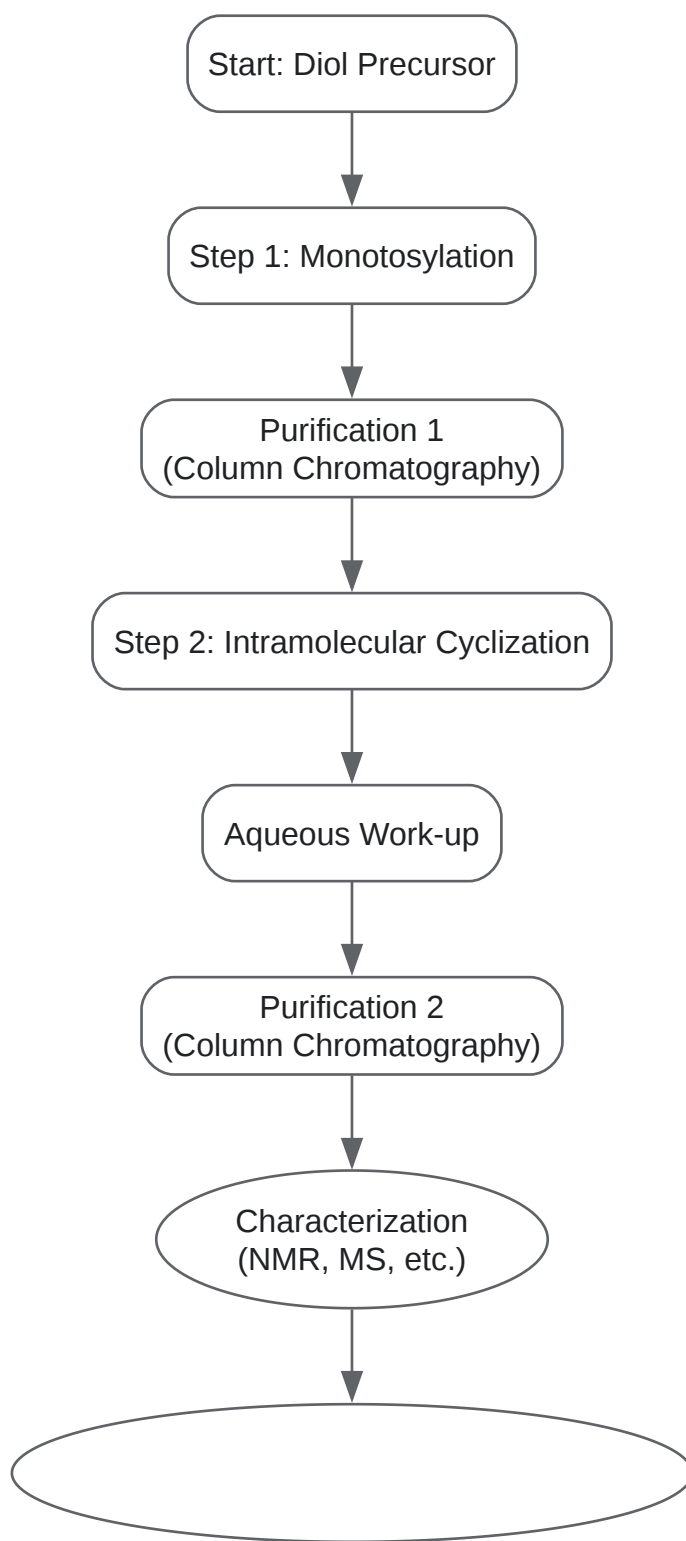 Start: Diol Precursor
Step 1: Monotosylation
Purification 1
(Column Chromatography)
Step 2: Intramolecular Cyclization
Aqueous Work-up
Purification 2
(Column Chromatography)
Characterization
(NMR, MS, etc.)